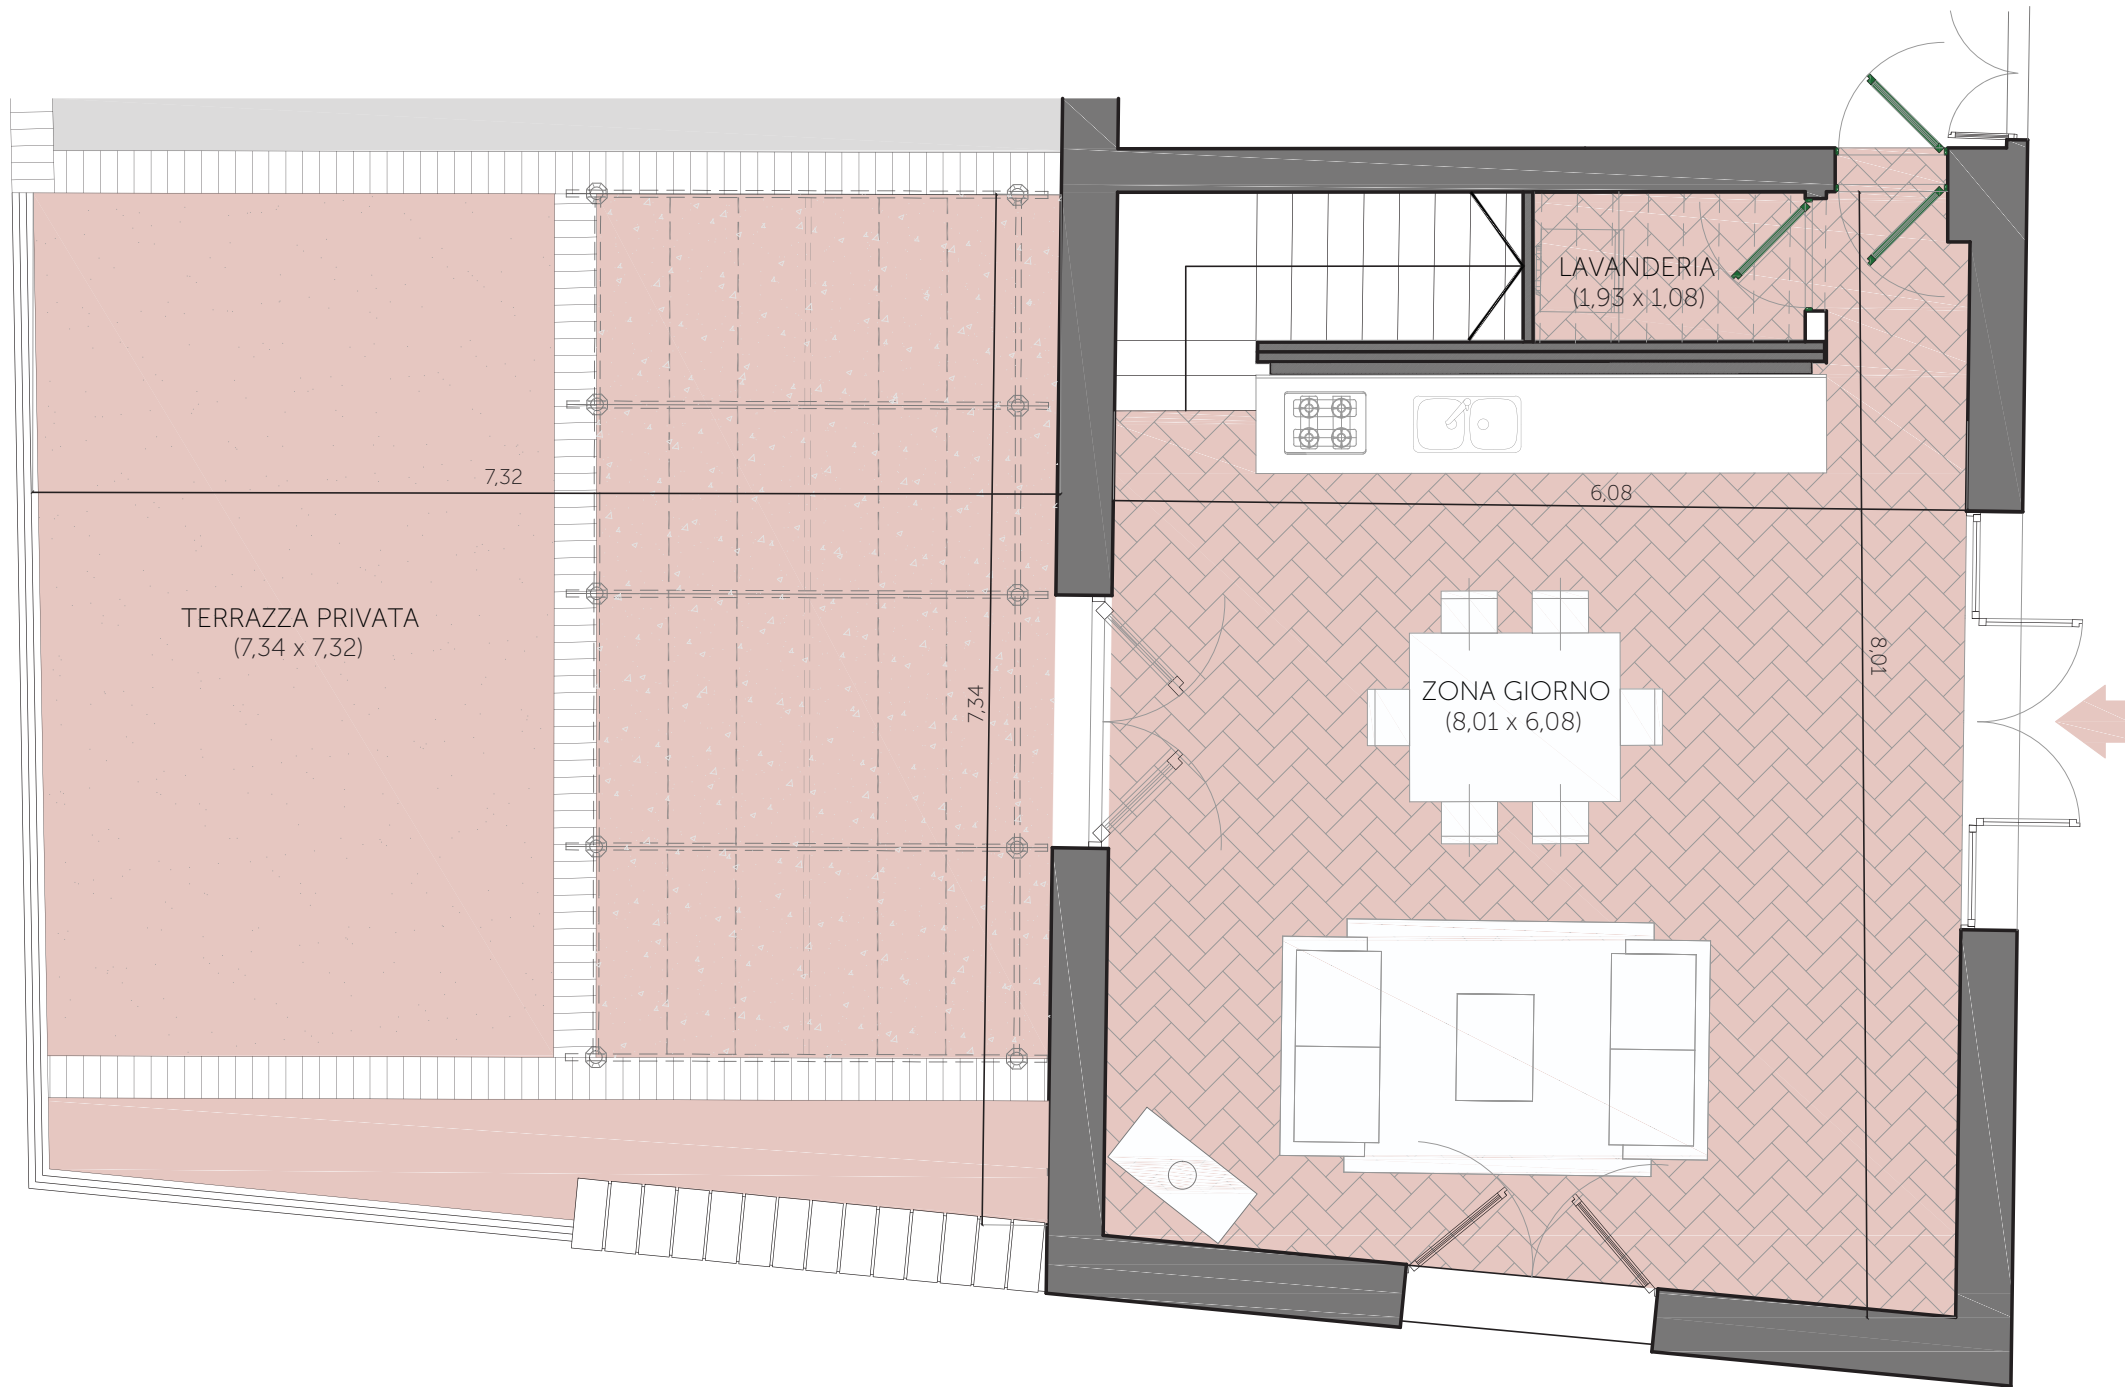 LAVANDERIA
(1,93 x 1,08)
7,32
6,08
TERRAZZA PRIVATA
(7,34 x 7,32)
8,01
ZONA GIORNO
(8,01 x 6,08)
7,34